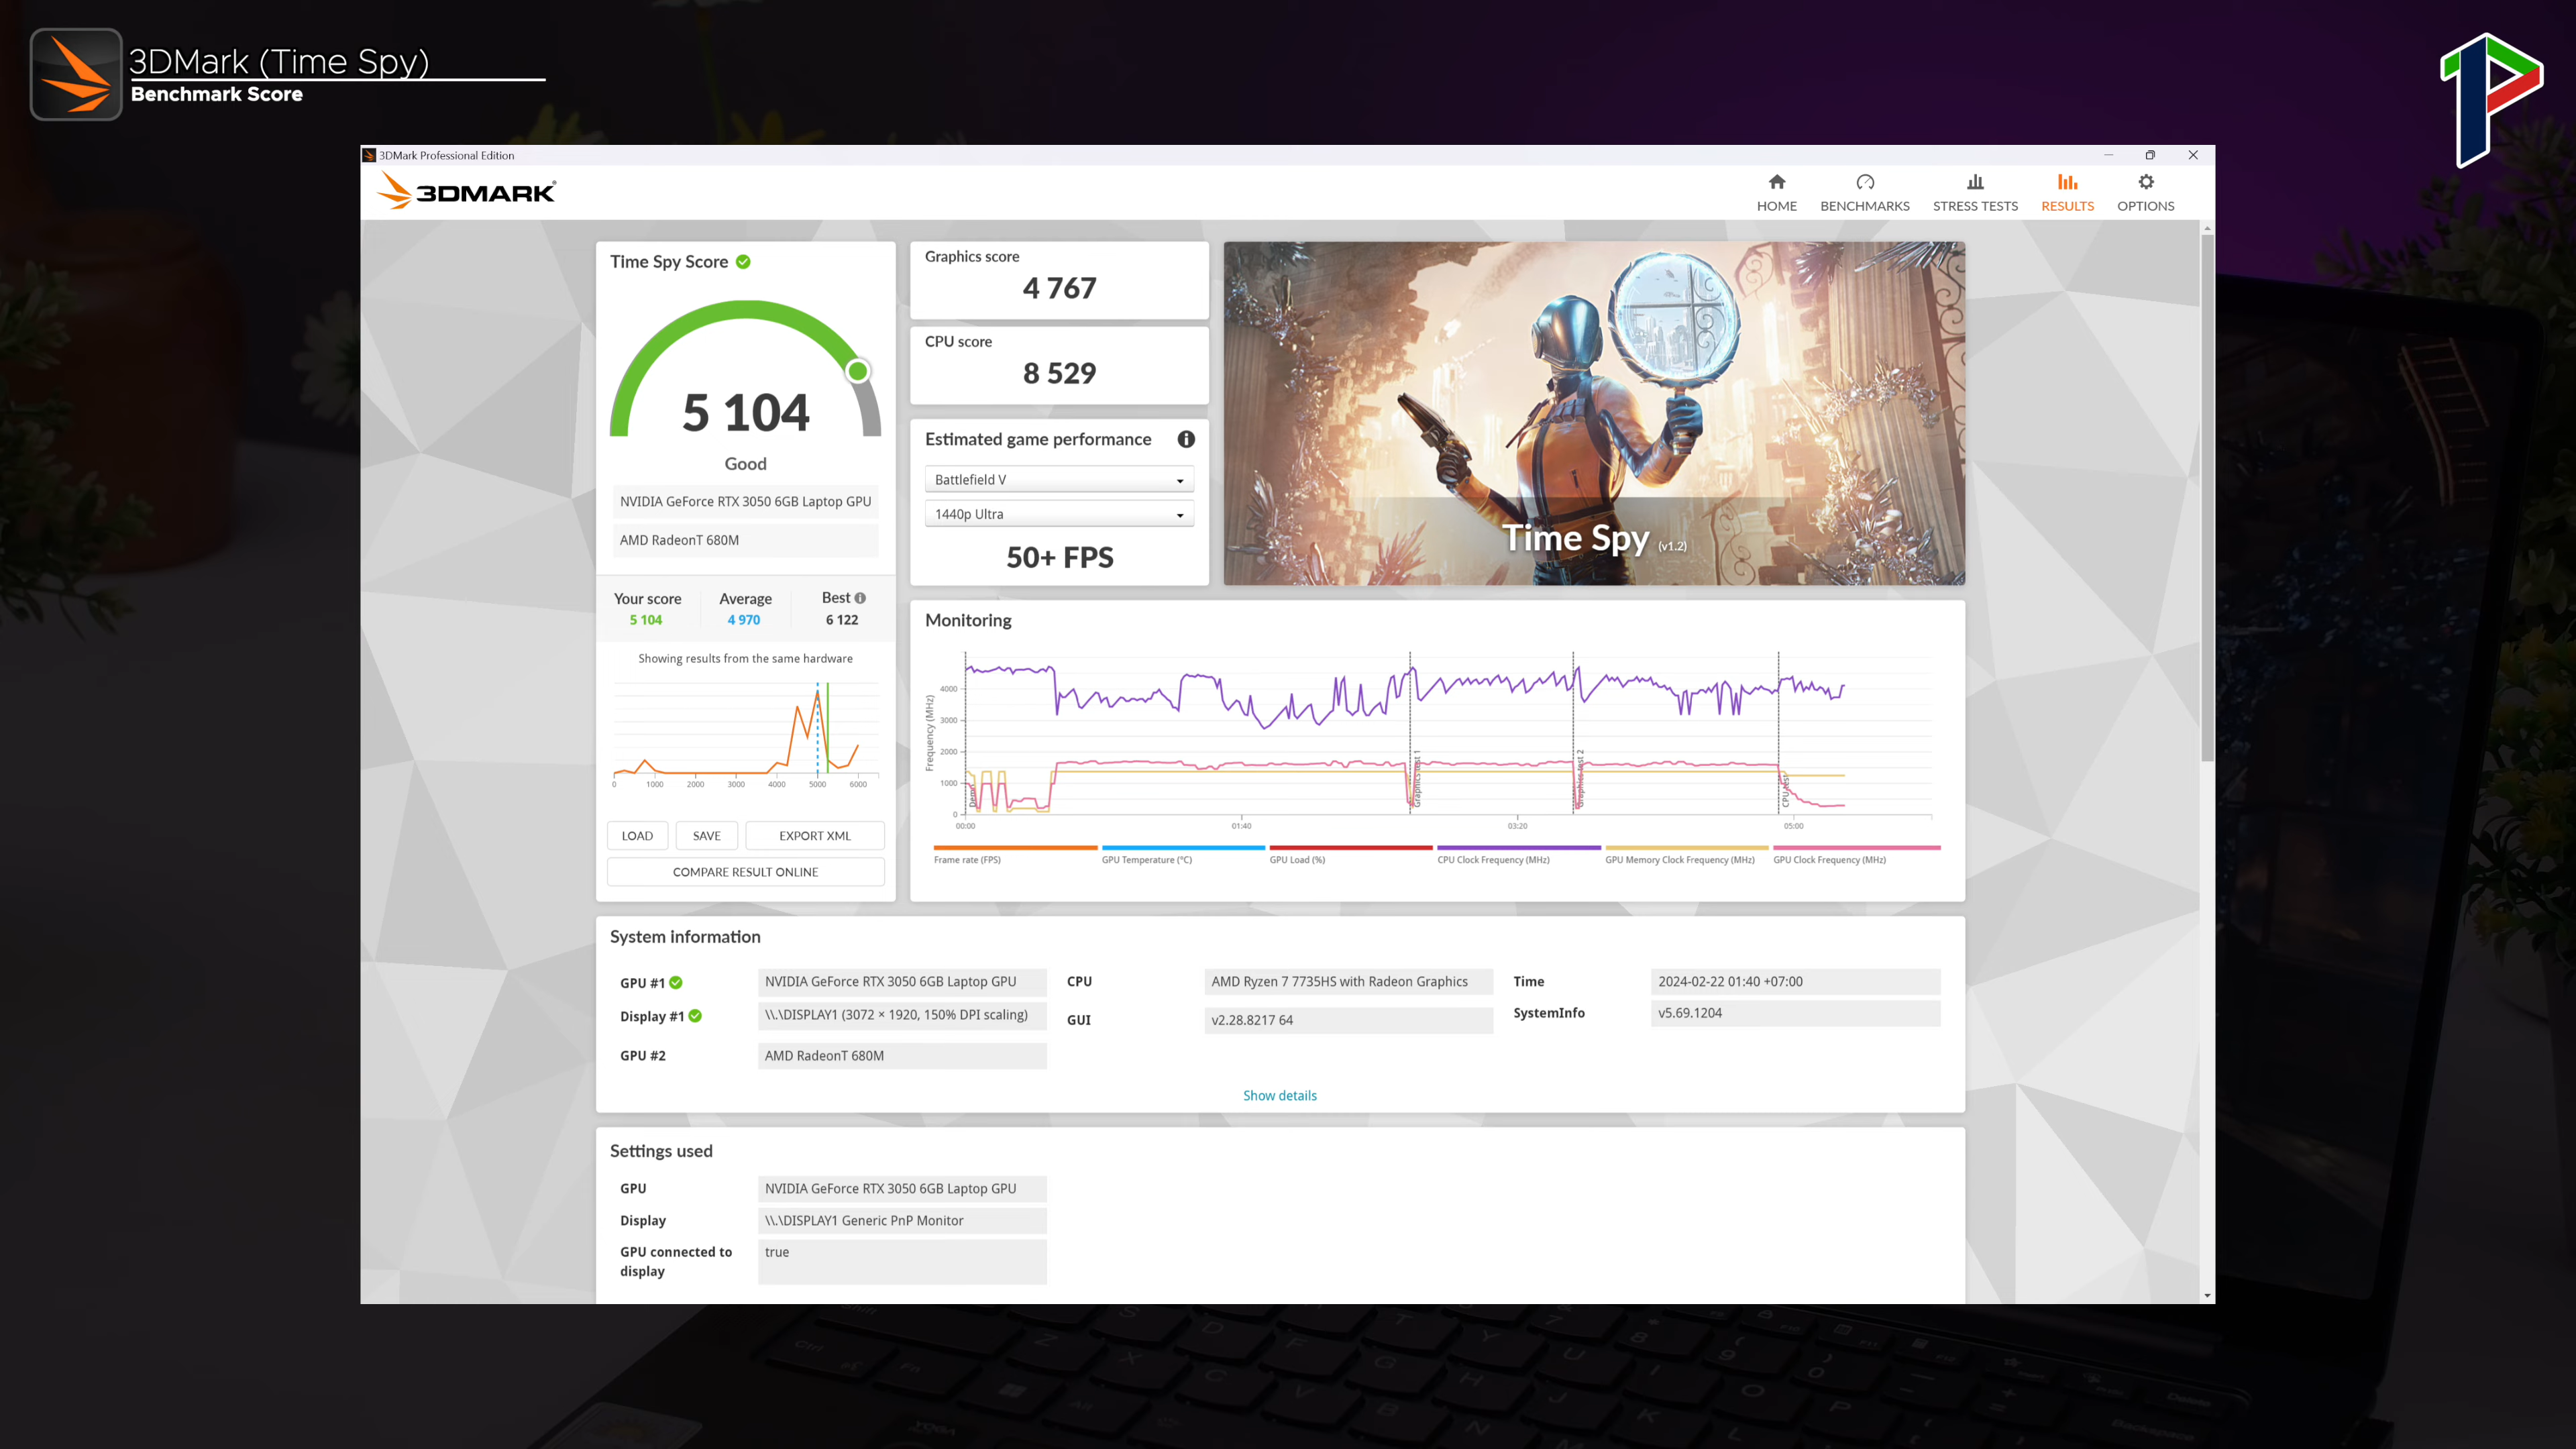 3DMark (Time Spy)
Benchmark Score
3DMark Professional Edition
3DMARK
HOME
BENCHMARKS
STRESS TESTS
RESULTS
OPTIONS
Time Spy Score
5 104
Good
NVIDIA GeForce RTX 3050 6GB Laptop GPU
AMD RadeonT 680M
Your score Average Best
5 104 4 970 6 122
Showing results from the same hardware
0 1000 2000 3000 4000 5000 6000
LOAD SAVE EXPORT XML
COMPARE RESULT ONLINE
Graphics score
4 767
CPU score
8 529
Estimated game performance
Battlefield V
1440p Ultra
50+ FPS
Time Spy (v1.2)
Monitoring
Frequency (MHz)
4000
3000
2000
1000
0
Demo
Graphics test 1
Graphics test 2
CPU test
00:00 01:40 03:20 05:00
Frame rate (FPS) GPU Temperature (°C) GPU Load (%) CPU Clock Frequency (MHz) GPU Memory Clock Frequency (MHz) GPU Clock Frequency (MHz)
System information
GPU #1 NVIDIA GeForce RTX 3050 6GB Laptop GPU
Display #1 \\.\DISPLAY1 (3072 × 1920, 150% DPI scaling)
GPU #2 AMD RadeonT 680M
CPU AMD Ryzen 7 7735HS with Radeon Graphics
GUI v2.28.8217 64
Time 2024-02-22 01:40 +07:00
SystemInfo v5.69.1204
Show details
Settings used
GPU NVIDIA GeForce RTX 3050 6GB Laptop GPU
Display \\.\DISPLAY1 Generic PnP Monitor
GPU connected to
display
true